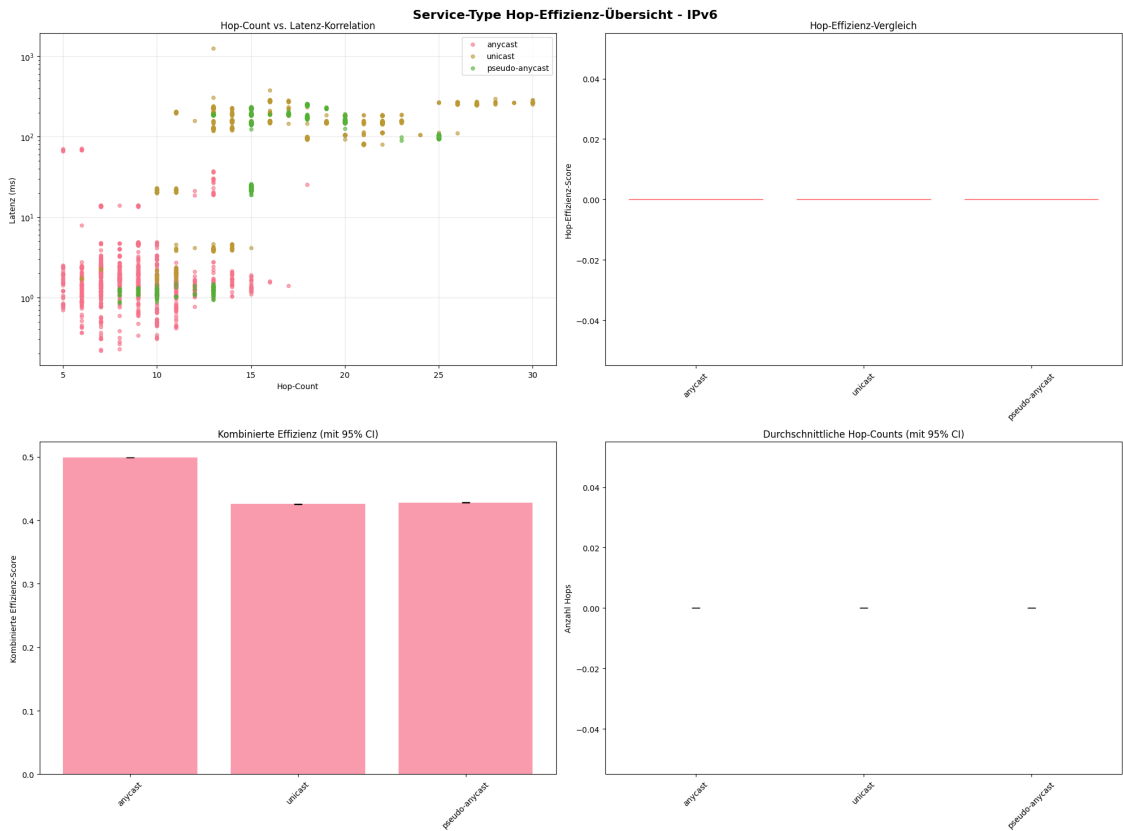 Service-Type Hop-Effizienz-Übersicht - IPv6
Hop-Count vs. Latenz-Korrelation
anycast
unicast
pseudo-anycast
10³
10²
10¹
10⁰
Latenz (ms)
5
10
15
20
25
30
Hop-Count
Hop-Effizienz-Vergleich
0.04
0.02
0.00
−0.02
−0.04
Hop-Effizienz-Score
anycast
unicast
pseudo-anycast
Kombinierte Effizienz (mit 95% CI)
0.5
0.4
0.3
0.2
0.1
0.0
Kombinierte Effizienz-Score
anycast
unicast
pseudo-anycast
Durchschnittliche Hop-Counts (mit 95% CI)
0.04
0.02
0.00
−0.02
−0.04
Anzahl Hops
anycast
unicast
pseudo-anycast